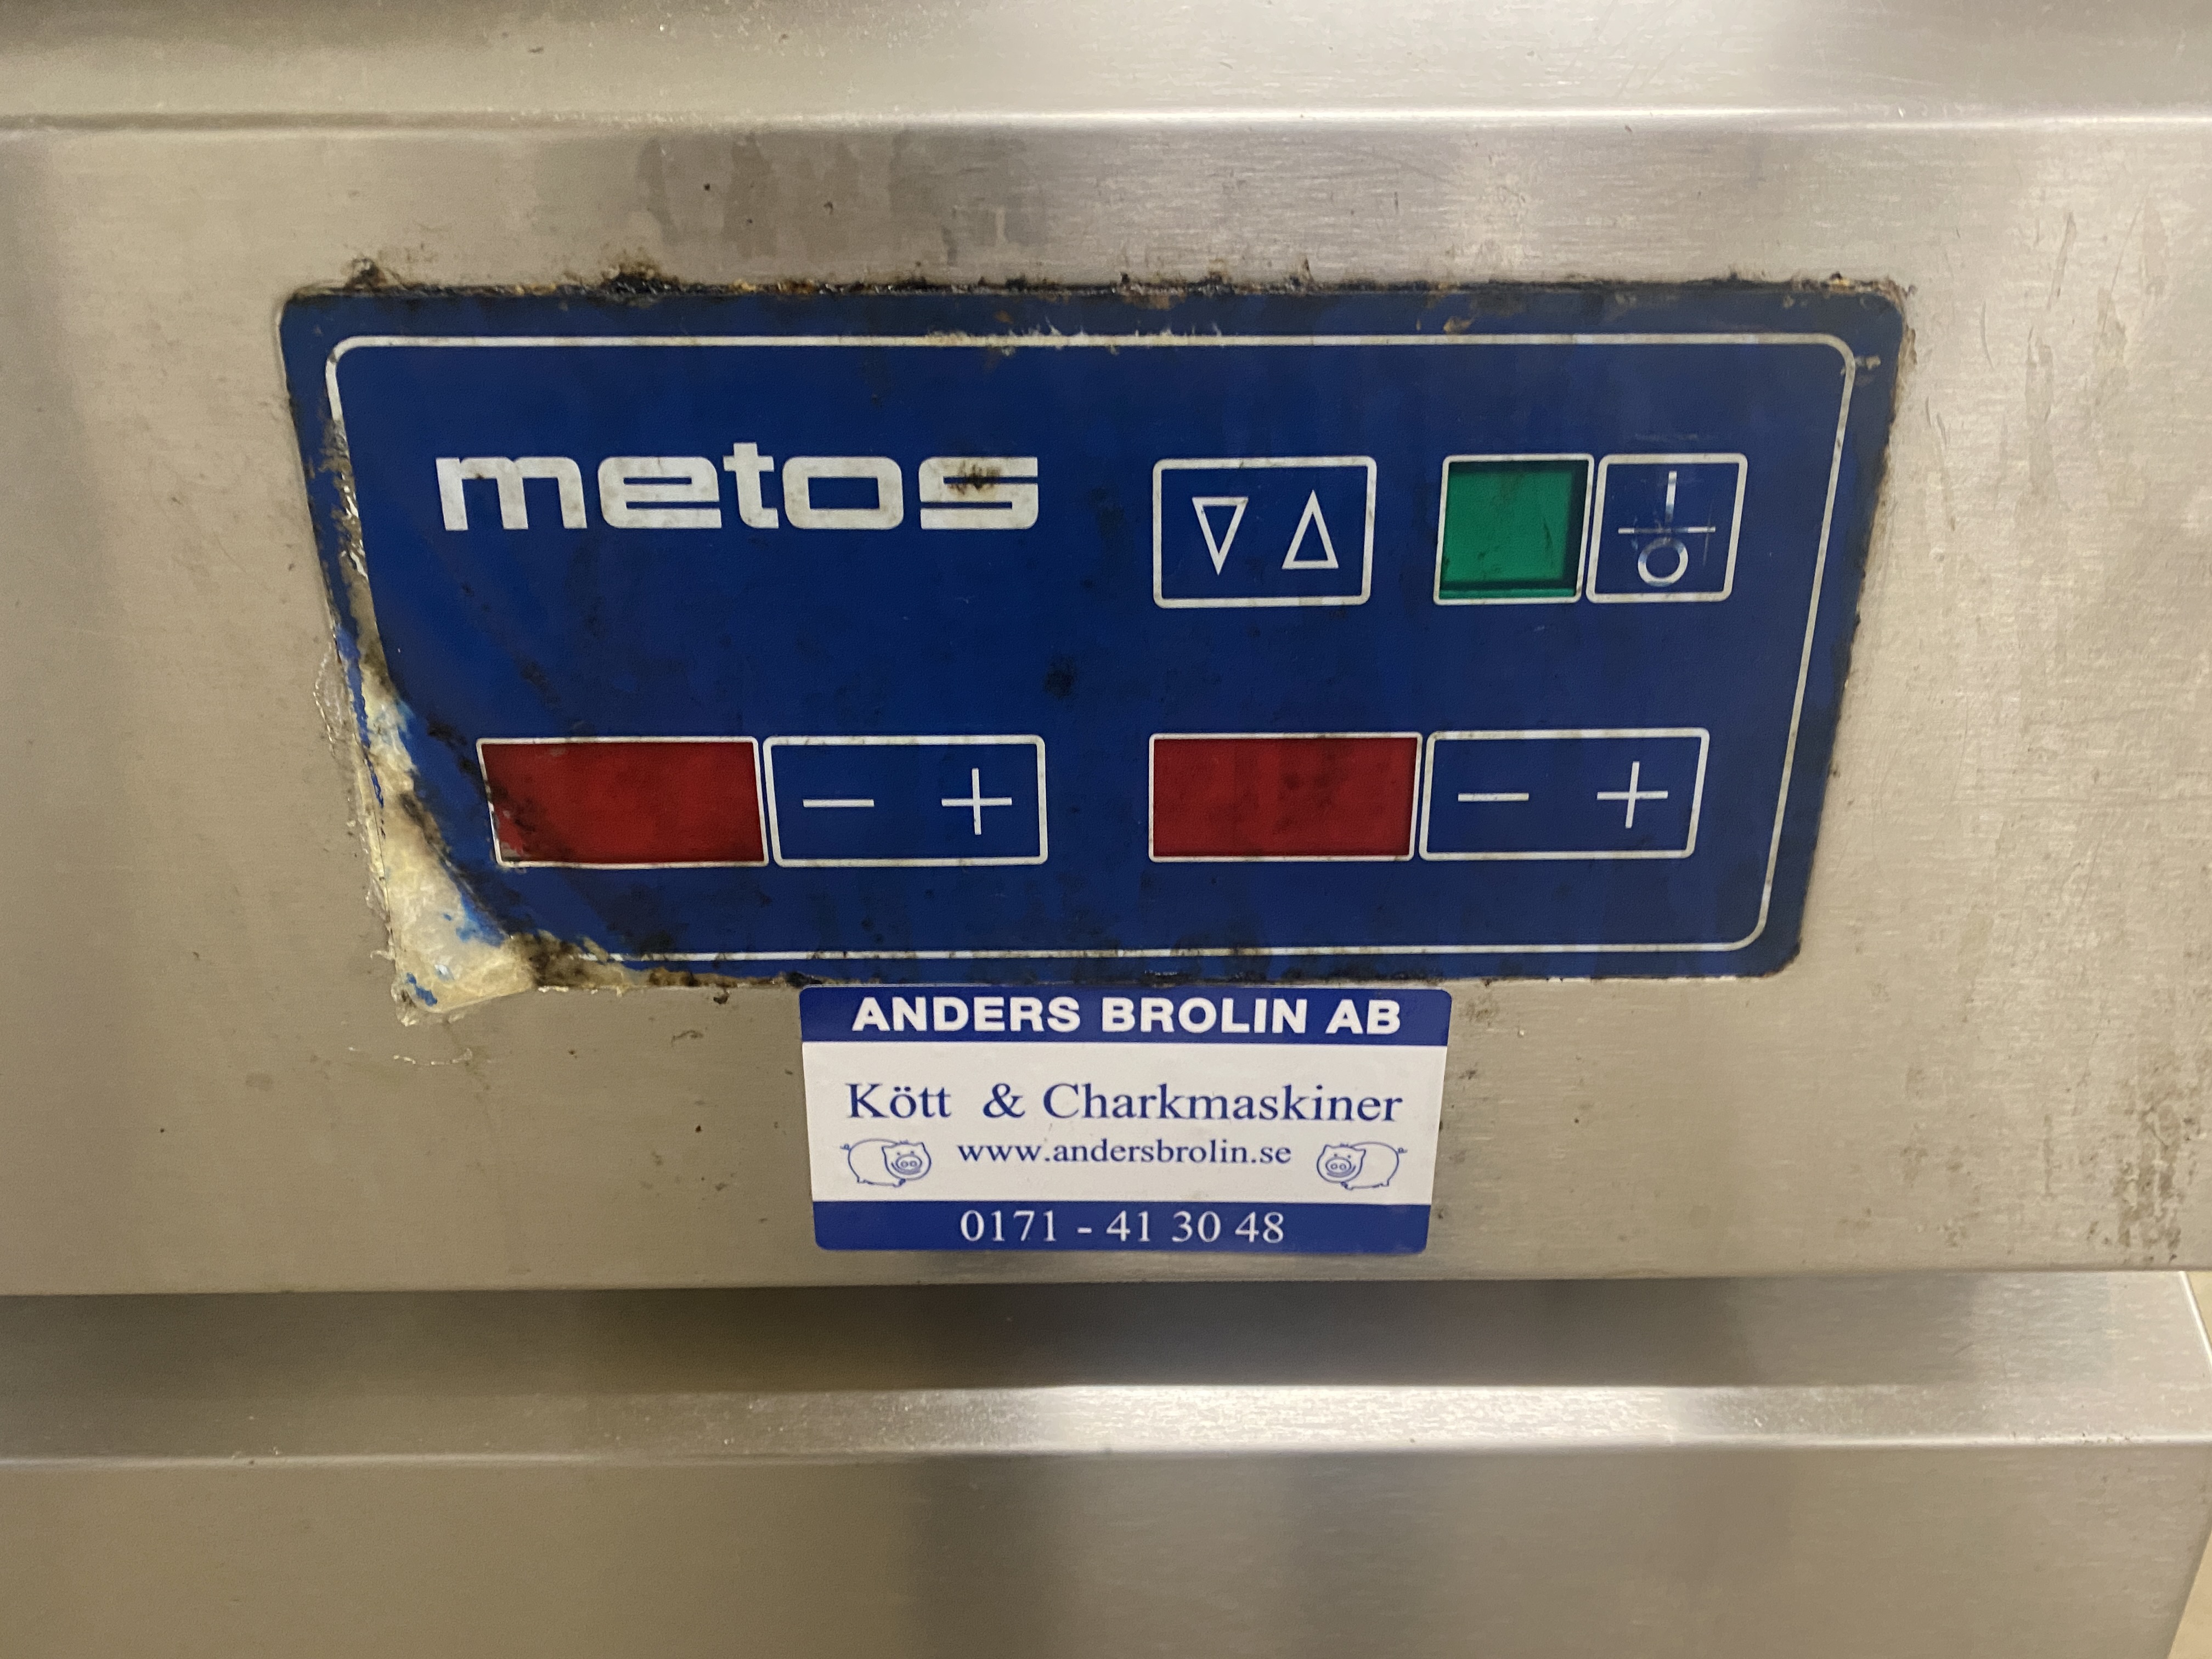 metos
− +
− +
ANDERS BROLIN AB
Kött & Charkmaskiner
www.andersbrolin.se
0171 - 41 30 48